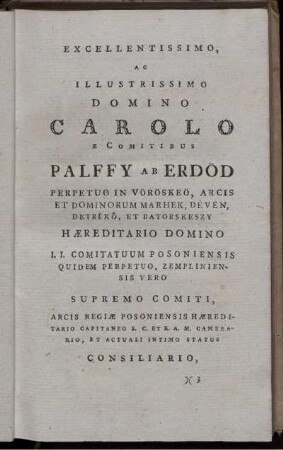 EXCELLENTISSIMO,
AC
ILLUSTRISSIMO
DOMINO
CAROLO
E COMITIBUS
PALFFY AB ERDÖD
PERPETUO IN VÖRÖSKEÖ, ARCIS
ET DOMINORUM MARHEK, DÉVÉN,
DETRÉKÖ, ET BATORSKESZY
HÆREDITARIO DOMINO
I. I. COMITATUUM POSONIENSIS
QUIDEM PERPETUO, ZEMPLINIEN-
SIS VERO
SUPREMO COMITI,
ARCIS REGIÆ POSONIENSIS HÆREDI-
TARIO CAPITANEO S. C. ET R. A. M. CAMERA-
RIO, ET ACTUALI INTIMO STATUS
CONSILIARIO,
)( 3